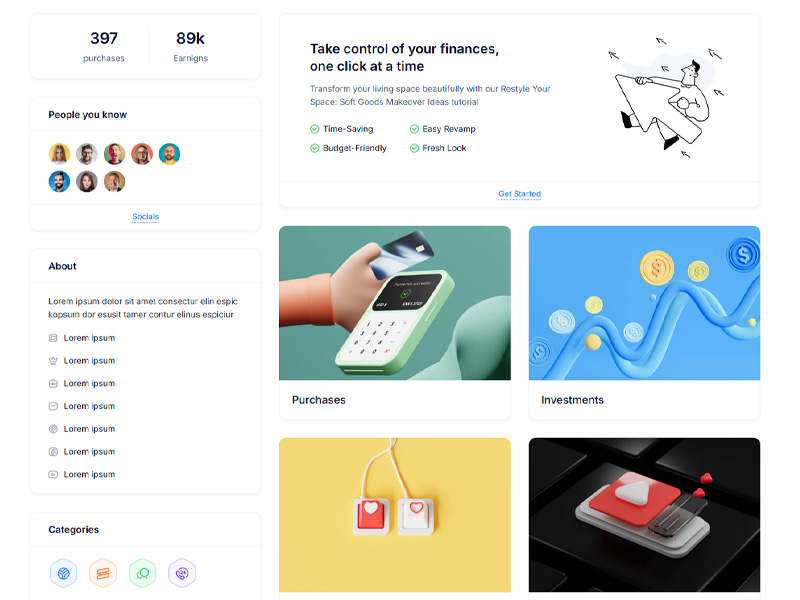 397
purchases
89k
Earnigns
People you know
Socials
About
Lorem ipsum dolor sit amet consectur elin espic
kopsum dor esusit tamer contur elinus espiciur
Lorem ipsum
Lorem ipsum
Lorem ipsum
Lorem ipsum
Lorem ipsum
Lorem ipsum
Lorem ipsum
Categories
Take control of your finances,
one click at a time
Transform your living space beautifully with our Restyle Your
Space: Soft Goods Makeover Ideas tutorial
Time-Saving
Easy Revamp
Budget-Friendly
Fresh Lock
Get Started
Purchases
Investments